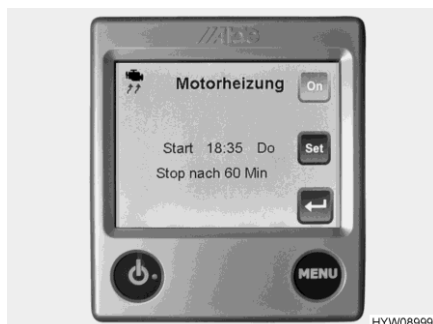 Motorheizung
On
Start 18:35 Do
Set
Stop nach 60 Min
MENU
HYW08999